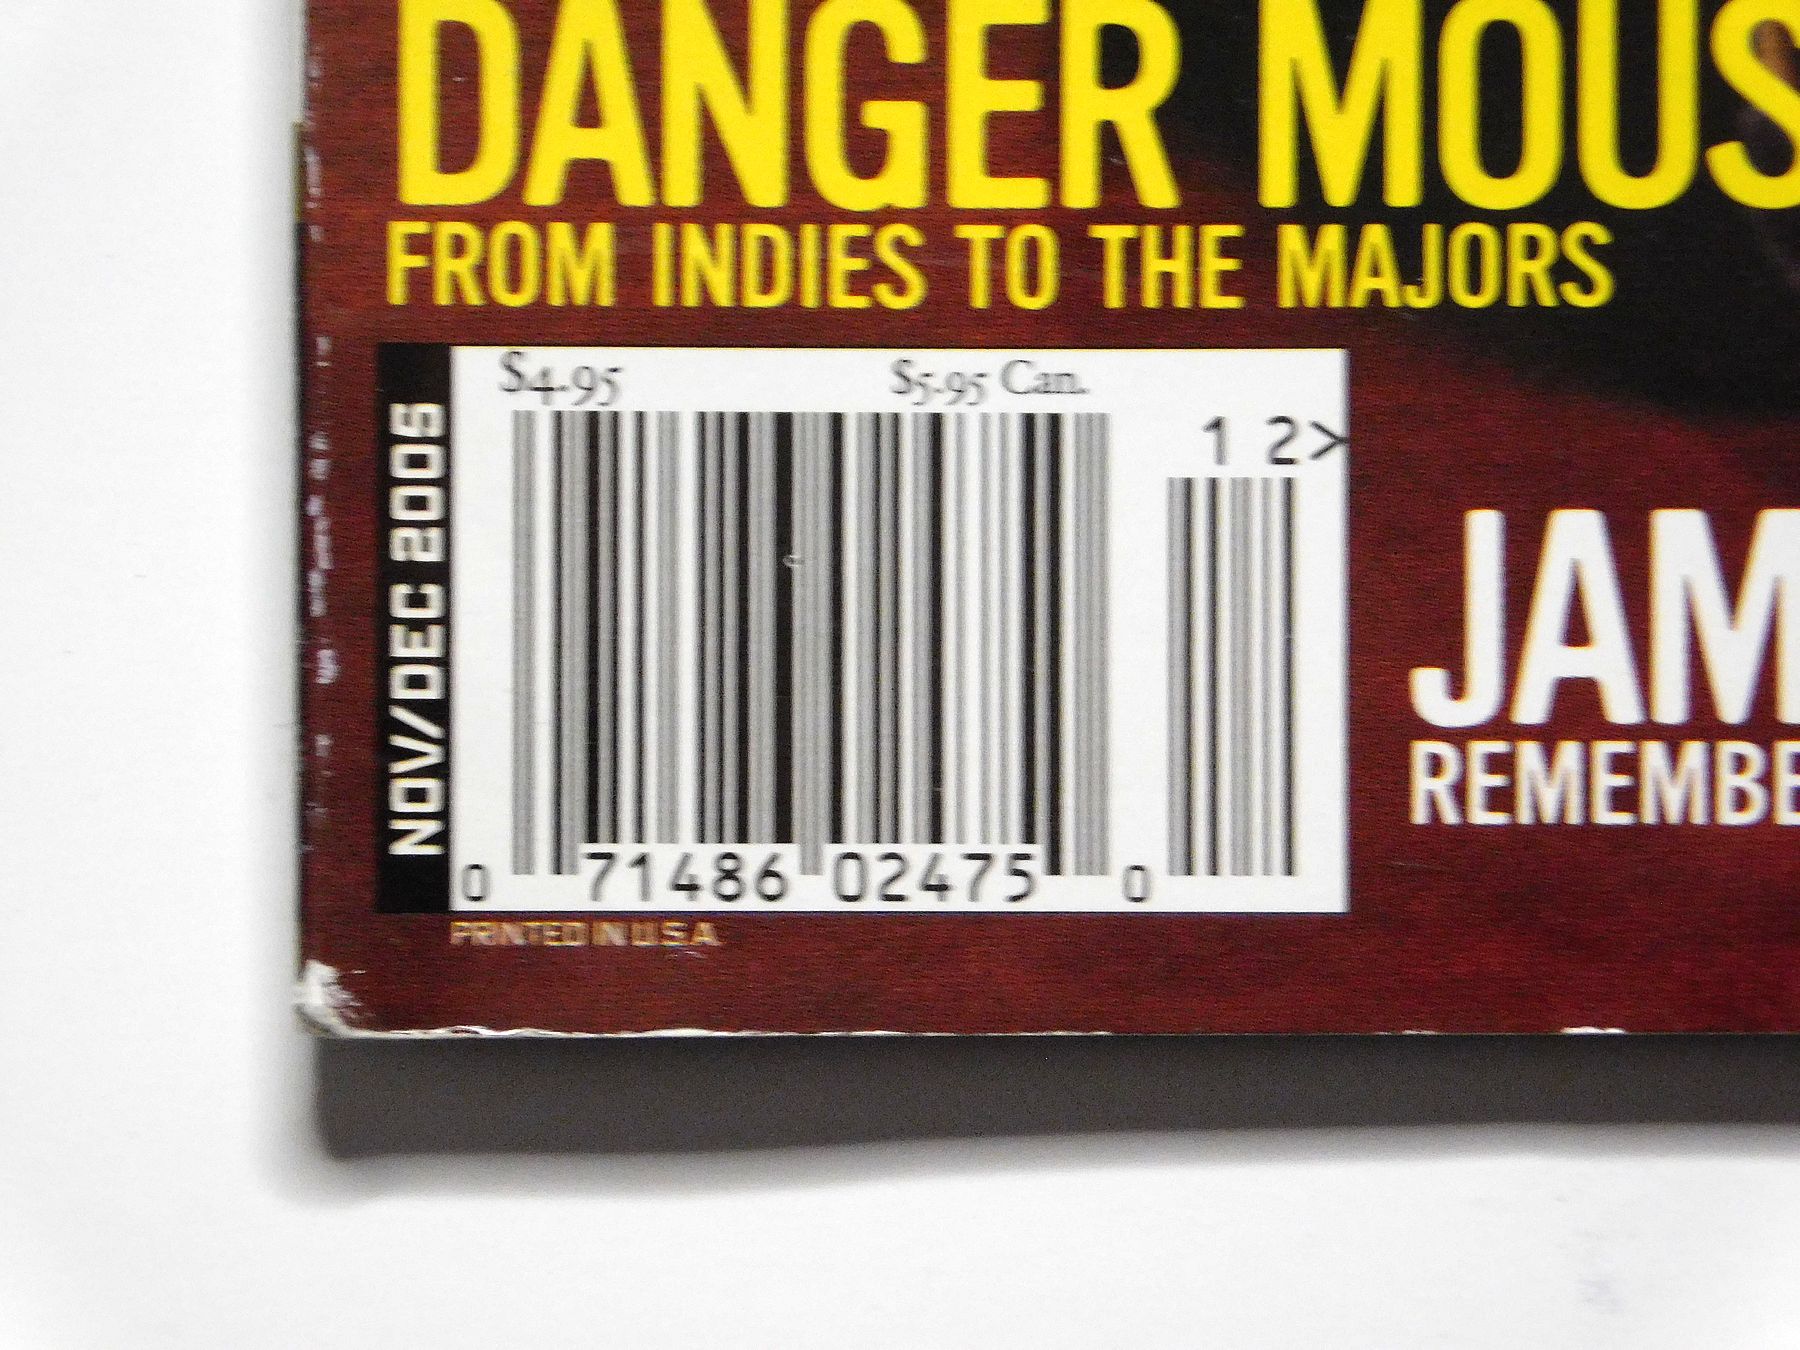 DANGER MOUS
FROM INDIES TO THE MAJORS
NOV/DEC 2005
$4.95 $5.95 Can.
1 2>
0 71486 02475 0
PRINTED IN U.S.A.
JAM
REMEMBE